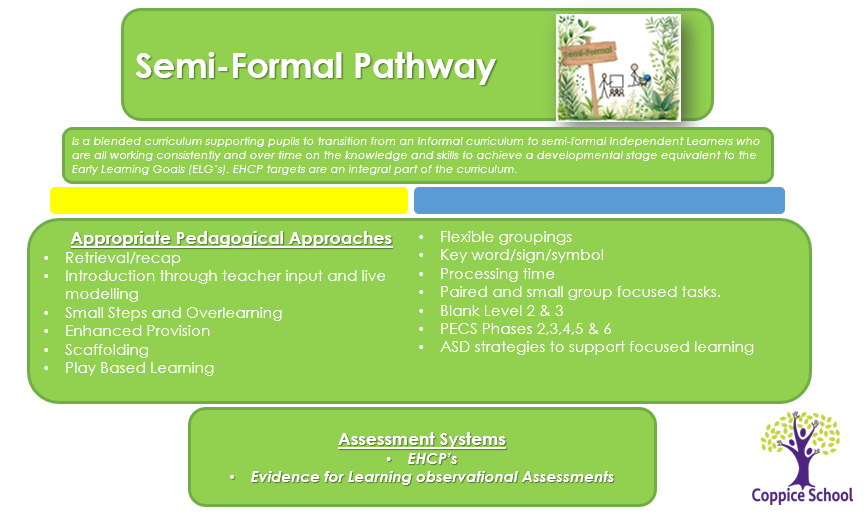 Semi-Formal Pathway
Semi-Formal
Is a blended curriculum supporting pupils to transition from an Informal curriculum to semi-formal Independent Learners who
are all working consistently and over time on the knowledge and skills to achieve a developmental stage equivalent to the
Early Learning Goals (ELG's). EHCP targets are an integral part of the curriculum.
Appropriate Pedagogical Approaches
• Retrieval/recap
• Introduction through teacher input and live
modelling
• Small Steps and Overlearning
• Enhanced Provision
• Scaffolding
• Play Based Learning
• Flexible groupings
• Key word/sign/symbol
• Processing time
• Paired and small group focused tasks.
• Blank Level 2 & 3
• PECS Phases 2,3,4,5 & 6
• ASD strategies to support focused learning
Assessment Systems
• EHCP's
• Evidence for Learning observational Assessments
Coppice School